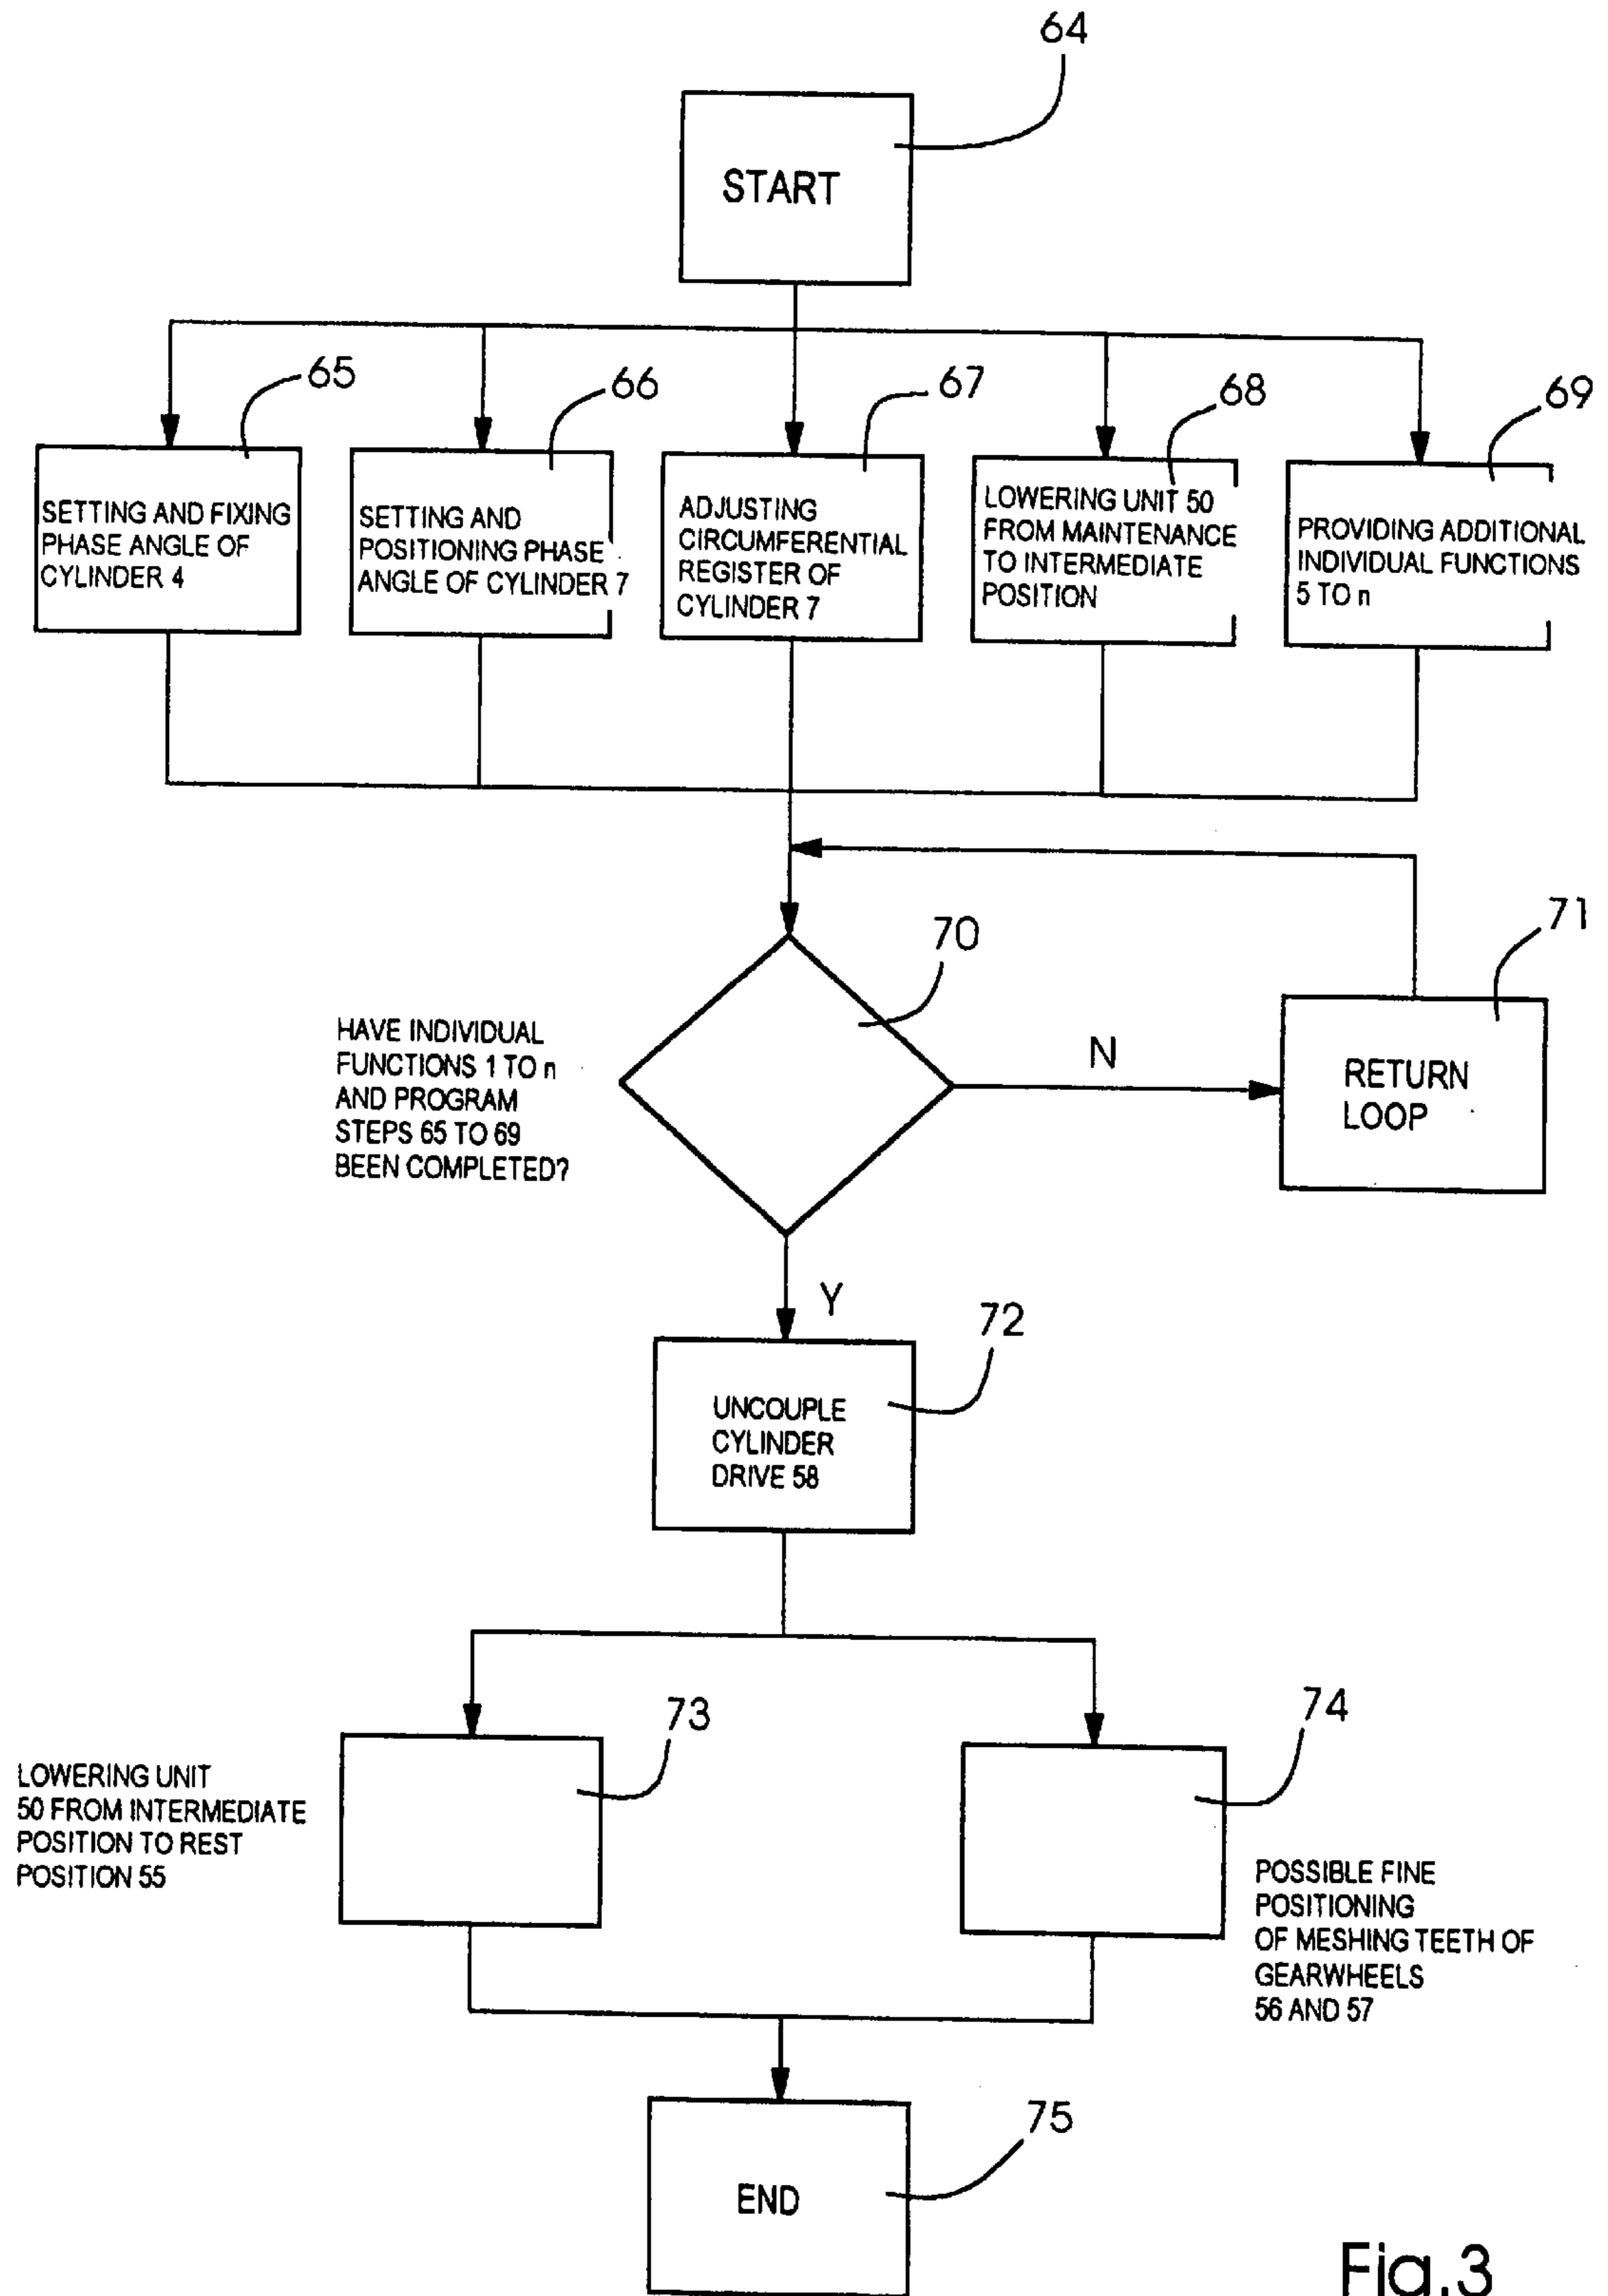 64
START
65
66
67
68
69
SETTING AND FIXING
PHASE ANGLE OF
CYLINDER 4
SETTING AND
POSITIONING PHASE
ANGLE OF CYLINDER 7
ADJUSTING
CIRCUMFERENTIAL
REGISTER OF
CYLINDER 7
LOWERING UNIT 50
FROM MAINTENANCE
TO INTERMEDIATE
POSITION
PROVIDING ADDITIONAL
INDIVIDUAL FUNCTIONS
5 TO n
70
71
HAVE INDIVIDUAL
FUNCTIONS 1 TO n
AND PROGRAM
STEPS 65 TO 69
BEEN COMPLETED?
N
RETURN
LOOP
Y
72
UNCOUPLE
CYLINDER
DRIVE 58
73
74
LOWERING UNIT
50 FROM INTERMEDIATE
POSITION TO REST
POSITION 55
POSSIBLE FINE
POSITIONING
OF MESHING TEETH OF
GEARWHEELS
56 AND 57
75
END
Fig.3